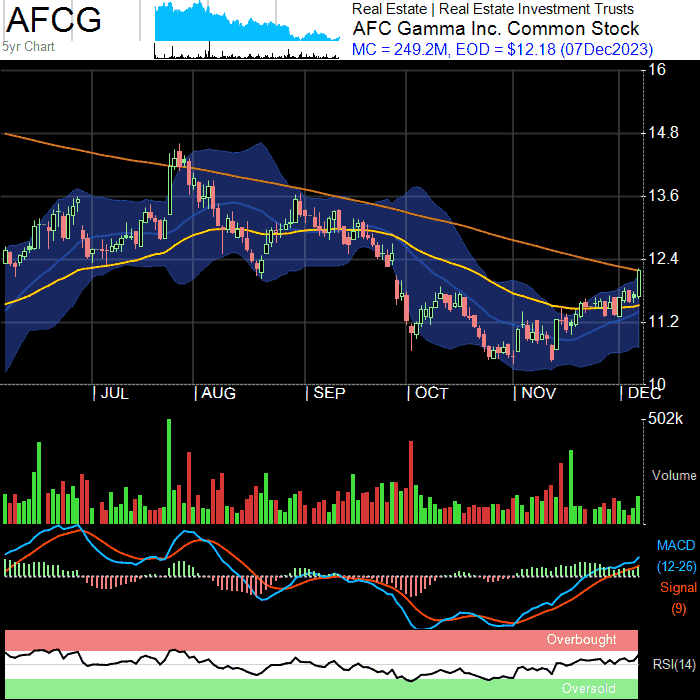 AFCG
5yr Chart
Real Estate | Real Estate Investment Trusts
AFC Gamma Inc. Common Stock
MC = 249.2M, EOD = $12.18 (07Dec2023)
16
14.8
13.6
12.4
11.2
10
| JUL | AUG | SEP | OCT | NOV | DEC
502k
Volume
MACD
(12-26)
Signal
(9)
Overbought
RSI(14)
Oversold